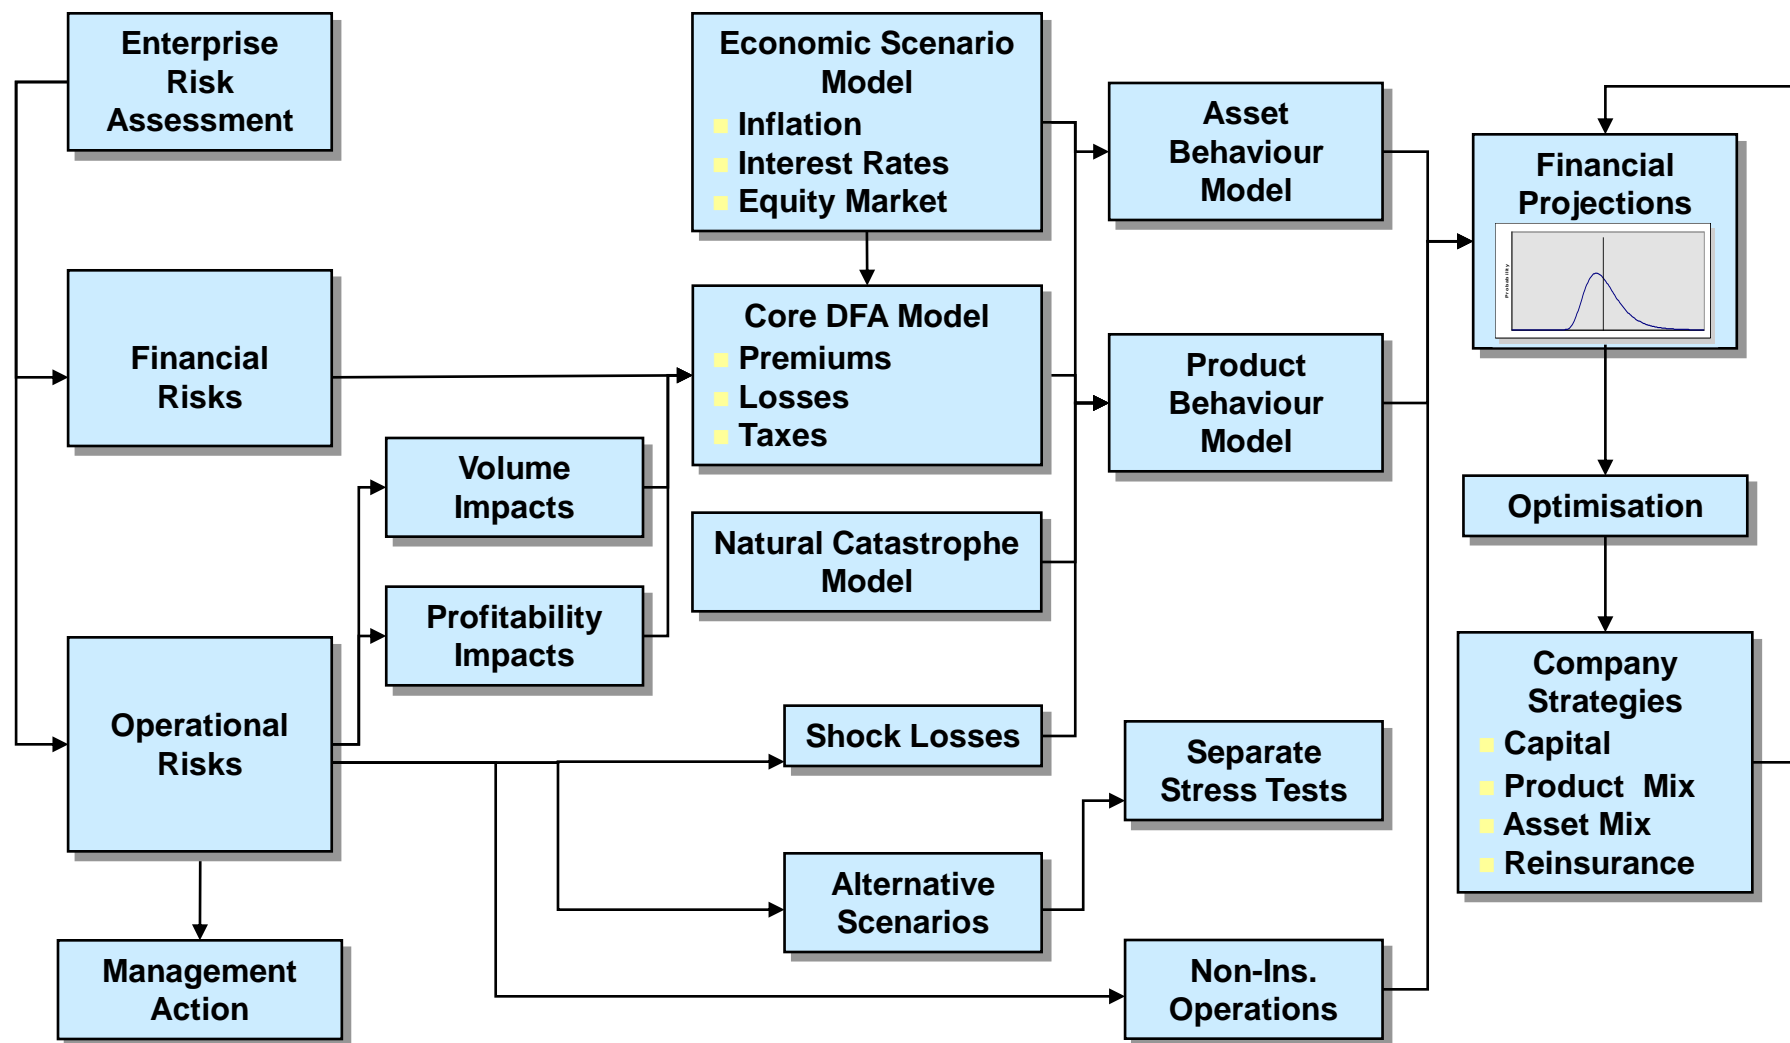 Enterprise
Risk
Assessment
Economic Scenario
Model
Inflation
Interest Rates
Equity Market
Asset
Behaviour
Model
Financial
Projections
Probability
Financial
Risks
Core DFA Model
Premiums
Losses
Taxes
Product
Behaviour
Model
Volume
Impacts
Optimisation
Natural Catastrophe
Model
Profitability
Impacts
Operational
Risks
Shock Losses
Separate
Stress Tests
Company
Strategies
Capital
Product Mix
Asset Mix
Reinsurance
Alternative
Scenarios
Management
Action
Non-Ins.
Operations